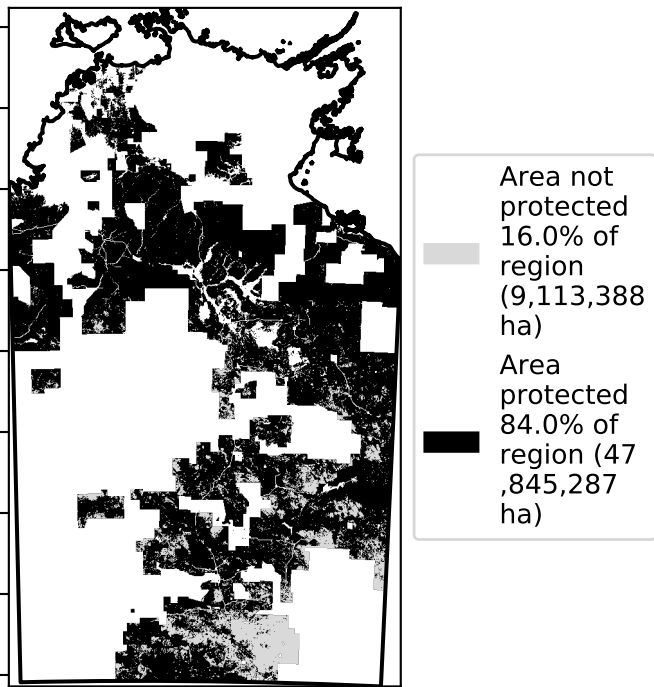 Area not
protected
16.0% of
region
(9,113,388
ha)
Area
protected
84.0% of
region (47
,845,287
ha)